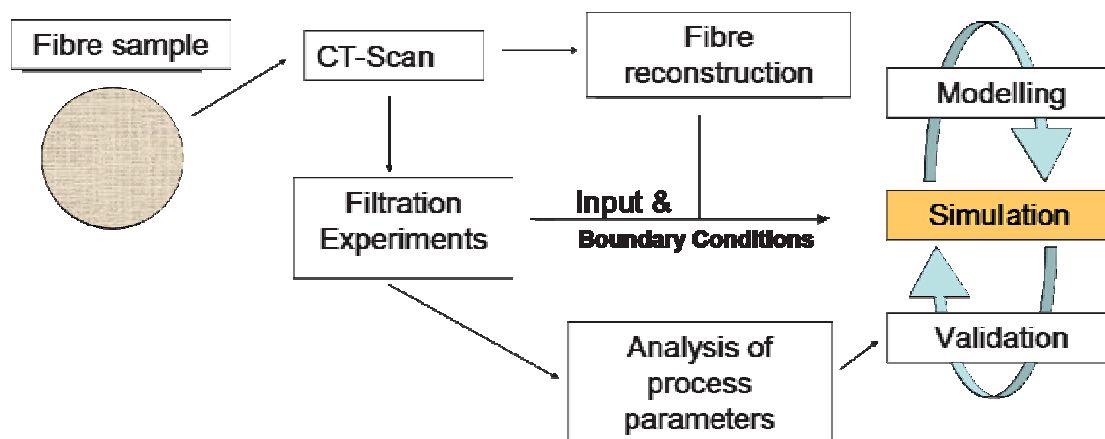 Fibre sample
CT-Scan
Fibre
reconstruction
Modelling
Filtration
Experiments
Input &
Boundary Conditions
Simulation
Analysis of
process
parameters
Validation